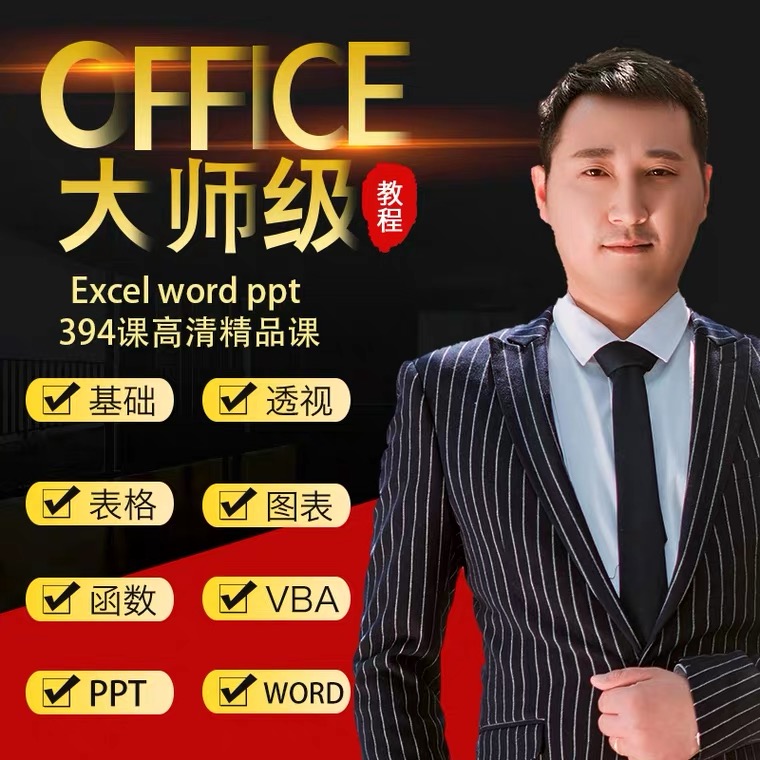 OFFICE
大师级
教程
Excel word ppt
394课高清精品课
基础
透视
表格
图表
函数
VBA
PPT
WORD